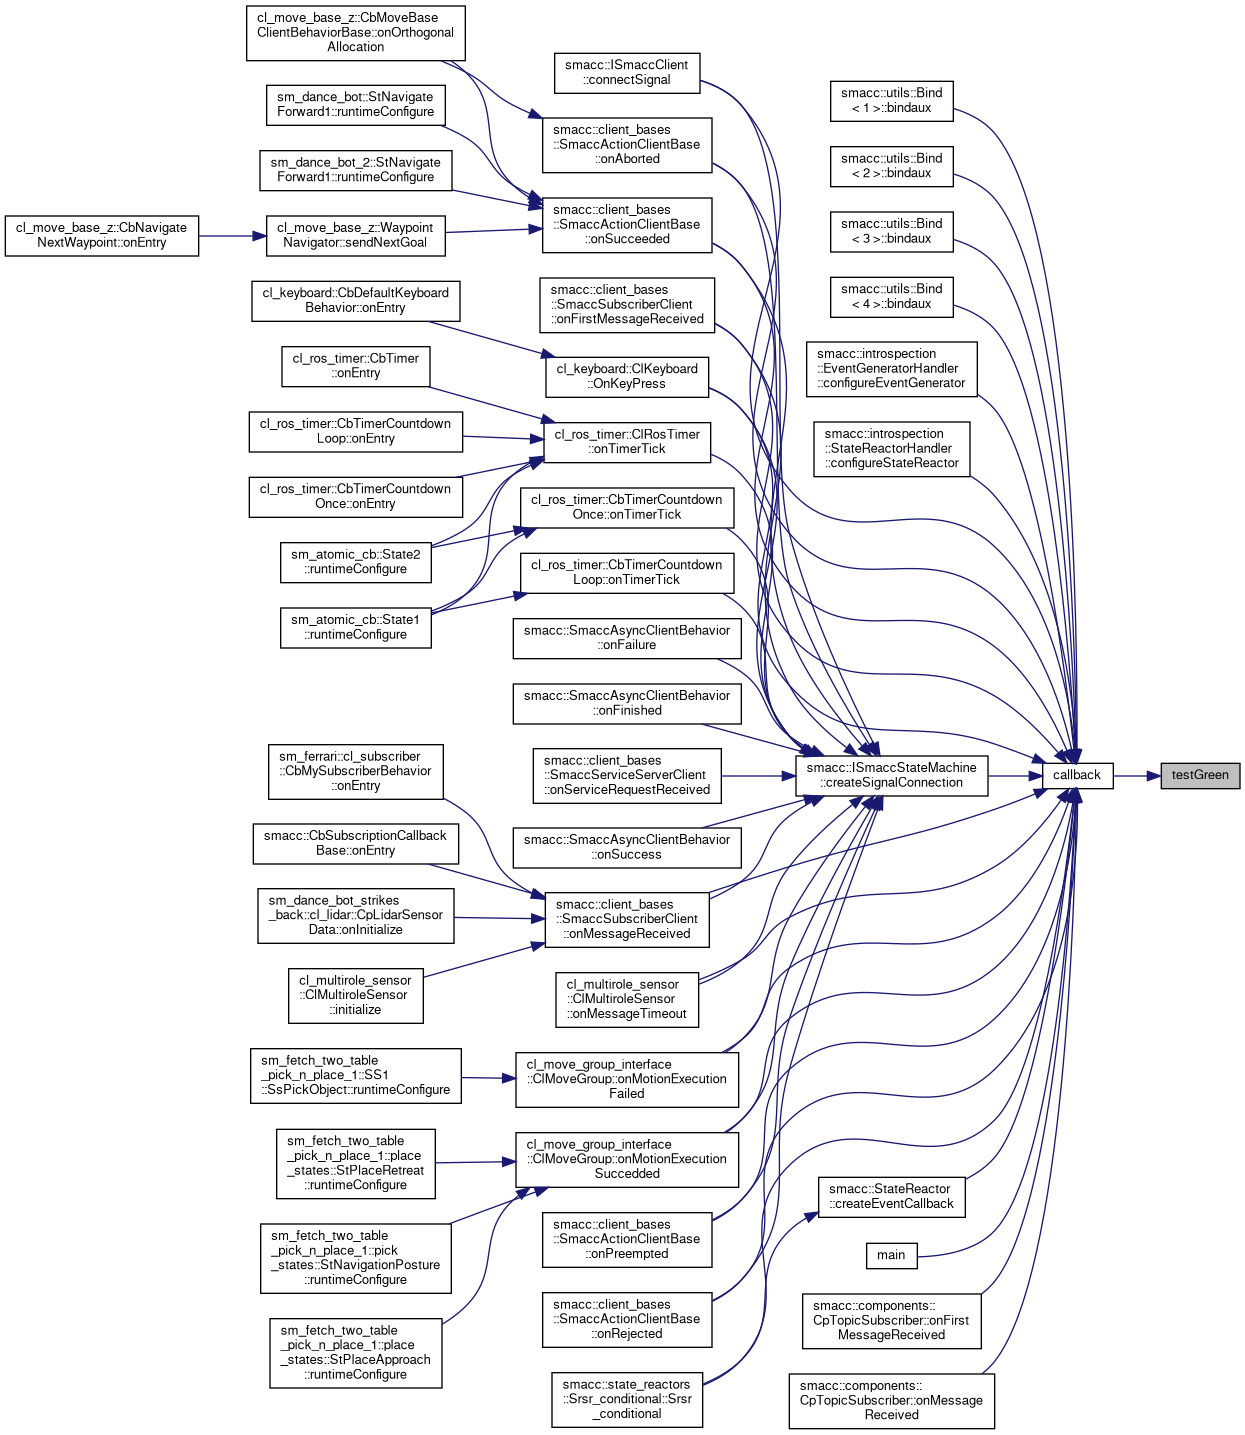 cl_move_base_z::CbMoveBase
ClientBehaviorBase::onOrthogonal
Allocation
sm_dance_bot::StNavigate
Forward1::runtimeConfigure
sm_dance_bot_2::StNavigate
Forward1::runtimeConfigure
cl_move_base_z::CbNavigate
NextWaypoint::onEntry
cl_move_base_z::Waypoint
Navigator::sendNextGoal
cl_keyboard::CbDefaultKeyboard
Behavior::onEntry
cl_ros_timer::CbTimer
::onEntry
cl_ros_timer::CbTimerCountdown
Loop::onEntry
cl_ros_timer::CbTimerCountdown
Once::onEntry
sm_atomic_cb::State2
::runtimeConfigure
sm_atomic_cb::State1
::runtimeConfigure
sm_ferrari::cl_subscriber
::CbMySubscriberBehavior
::onEntry
smacc::CbSubscriptionCallback
Base::onEntry
sm_dance_bot_strikes
_back::cl_lidar::CpLidarSensor
Data::onInitialize
cl_multirole_sensor
::ClMultiroleSensor
::initialize
sm_fetch_two_table
_pick_n_place_1::SS1
::SsPickObject::runtimeConfigure
sm_fetch_two_table
_pick_n_place_1::place
_states::StPlaceRetreat
::runtimeConfigure
sm_fetch_two_table
_pick_n_place_1::pick
_states::StNavigationPosture
::runtimeConfigure
sm_fetch_two_table
_pick_n_place_1::place
_states::StPlaceApproach
::runtimeConfigure
smacc::ISmaccClient
::connectSignal
smacc::client_bases
::SmaccActionClientBase
::onAborted
smacc::client_bases
::SmaccActionClientBase
::onSucceeded
smacc::client_bases
::SmaccSubscriberClient
::onFirstMessageReceived
cl_keyboard::ClKeyboard
::OnKeyPress
cl_ros_timer::ClRosTimer
::onTimerTick
cl_ros_timer::CbTimerCountdown
Once::onTimerTick
cl_ros_timer::CbTimerCountdown
Loop::onTimerTick
smacc::SmaccAsyncClientBehavior
::onFailure
smacc::SmaccAsyncClientBehavior
::onFinished
smacc::client_bases
::SmaccServiceServerClient
::onServiceRequestReceived
smacc::SmaccAsyncClientBehavior
::onSuccess
smacc::client_bases
::SmaccSubscriberClient
::onMessageReceived
cl_multirole_sensor
::ClMultiroleSensor
::onMessageTimeout
cl_move_group_interface
::ClMoveGroup::onMotionExecution
Failed
cl_move_group_interface
::ClMoveGroup::onMotionExecution
Succedded
smacc::client_bases
::SmaccActionClientBase
::onPreempted
smacc::client_bases
::SmaccActionClientBase
::onRejected
smacc::state_reactors
::Srsr_conditional::Srsr
_conditional
smacc::utils::Bind
< 1 >::bindaux
smacc::utils::Bind
< 2 >::bindaux
smacc::utils::Bind
< 3 >::bindaux
smacc::utils::Bind
< 4 >::bindaux
smacc::introspection
::EventGeneratorHandler
::configureEventGenerator
smacc::introspection
::StateReactorHandler
::configureStateReactor
smacc::ISmaccStateMachine
::createSignalConnection
smacc::StateReactor
::createEventCallback
main
smacc::components::
CpTopicSubscriber::onFirst
MessageReceived
smacc::components::
CpTopicSubscriber::onMessage
Received
callback
testGreen